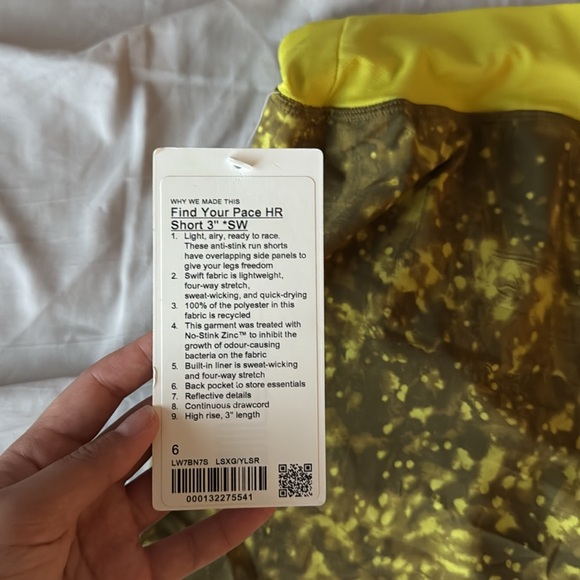 WHY WE MADE THIS
Find Your Pace HR
Short 3" *SW
1. Light, airy, ready to race.
These anti-stink run shorts
have overlapping side panels to
give your legs freedom
2. Swift fabric is lightweight,
four-way stretch,
sweat-wicking, and quick-drying
3. 100% of the polyester in this
fabric is recycled
4. This garment was treated with
No-Stink Zinc™ to inhibit the
growth of odour-causing
bacteria on the fabric
5. Built-in liner is sweat-wicking
and four-way stretch
6. Back pocket to store essentials
7. Reflective details
8. Continuous drawcord
9. High rise, 3" length
6
LW7BN7S LSXG/YLSR
000132275541